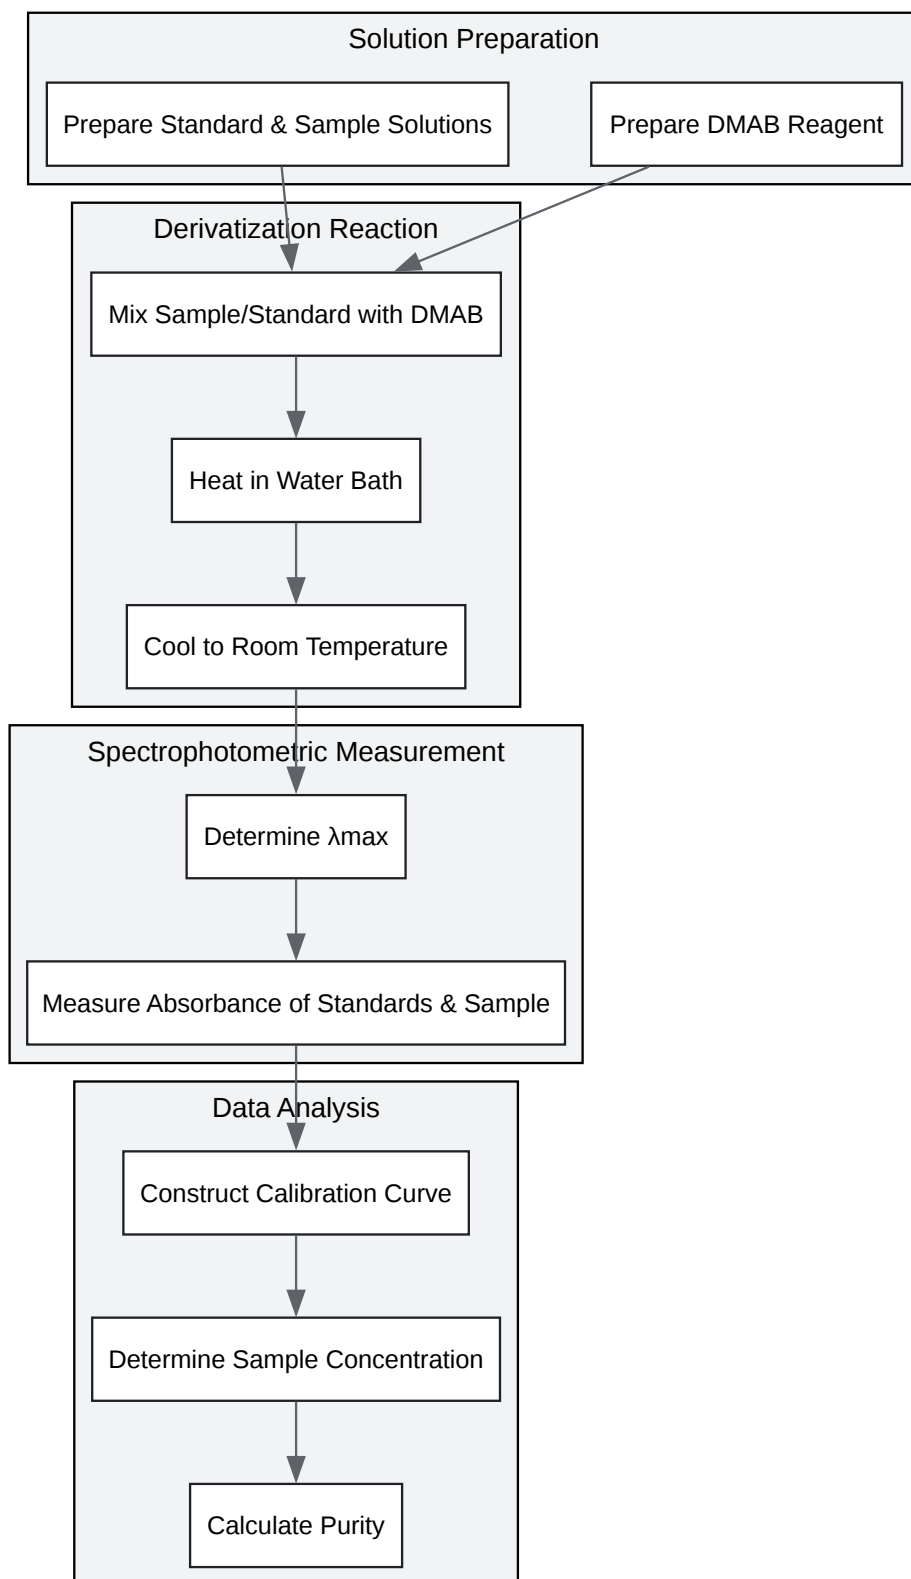 Solution Preparation
Prepare Standard & Sample Solutions
Prepare DMAB Reagent
Derivatization Reaction
Mix Sample/Standard with DMAB
Heat in Water Bath
Cool to Room Temperature
Spectrophotometric Measurement
Determine λmax
Measure Absorbance of Standards & Sample
Data Analysis
Construct Calibration Curve
Determine Sample Concentration
Calculate Purity